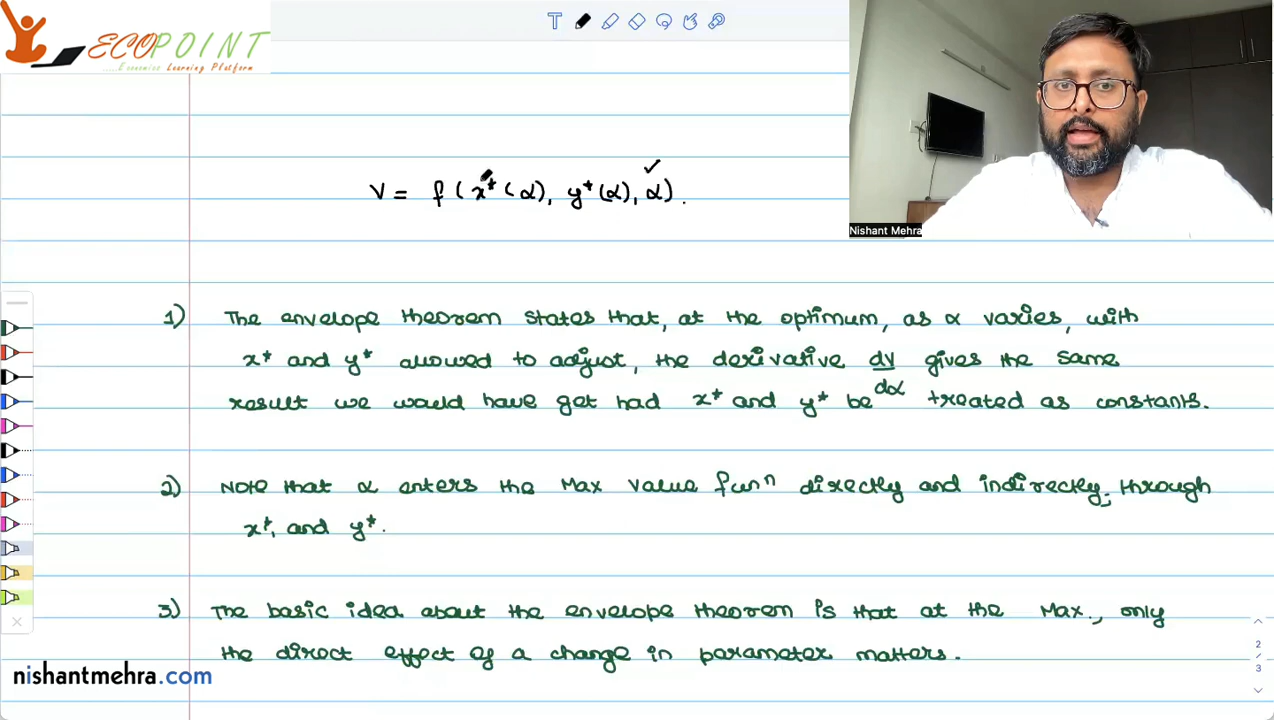 ECOPOINT
.....Economics Learning Platform
T
V = f (x*(α), y*(α), α).
✓
Nishant Mehra
1) The envelope theorem states that, at the optimum, as α varies, with
x* and y* allowed to adjust, the derivative dV/dα gives the same
result we would have get had x* and y* be treated as constants.
2) Note that α enters the Max value funⁿ directly and indirectly, through
x*, and y*.
3) The basic idea about the envelope theorem is that at the Max., only
the direct effect of a change in parameter matters.
nishantmehra.com
2
/
3